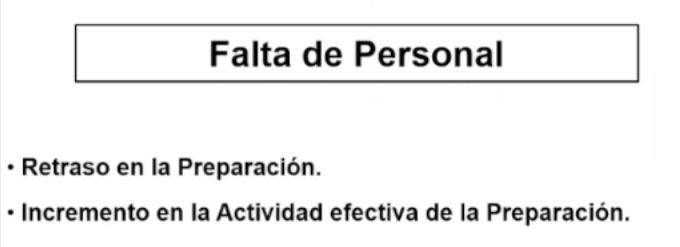 Falta de Personal
• Retraso en la Preparación.
• Incremento en la Actividad efectiva de la Preparación.